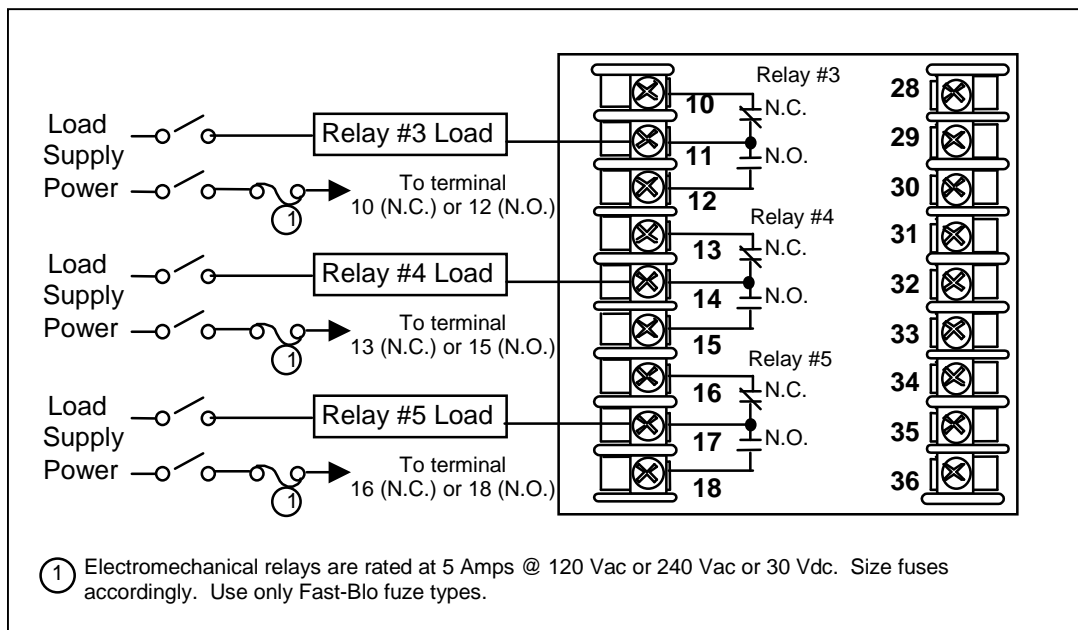 Relay #3
10
N.C.
11
N.O.
12
Load
Supply
Power
Relay #3 Load
1
To terminal
10 (N.C.) or 12 (N.O.)
Relay #4
13
N.C.
14
N.O.
15
Load
Supply
Power
Relay #4 Load
1
To terminal
13 (N.C.) or 15 (N.O.)
Relay #5
16
N.C.
17
N.O.
18
Load
Supply
Power
Relay #5 Load
1
To terminal
16 (N.C.) or 18 (N.O.)
28
29
30
31
32
33
34
35
36
1 Electromechanical relays are rated at 5 Amps @ 120 Vac or 240 Vac or 30 Vdc. Size fuses
accordingly. Use only Fast-Blo fuze types.